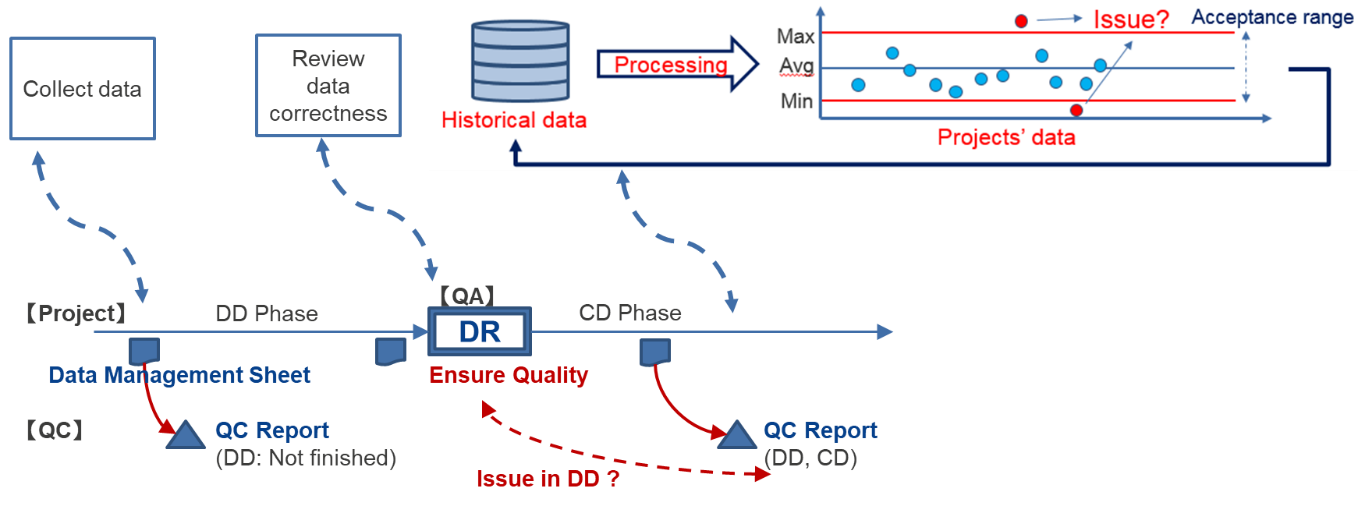 Collect data
Review
data
correctness
Historical data
Processing
Max
Avg
Min
Issue?
Acceptance range
Projects’ data
【Project】
DD Phase
【QA】
DR
CD Phase
Data Management Sheet
Ensure Quality
【QC】
QC Report
(DD: Not finished)
Issue in DD ?
QC Report
(DD, CD)